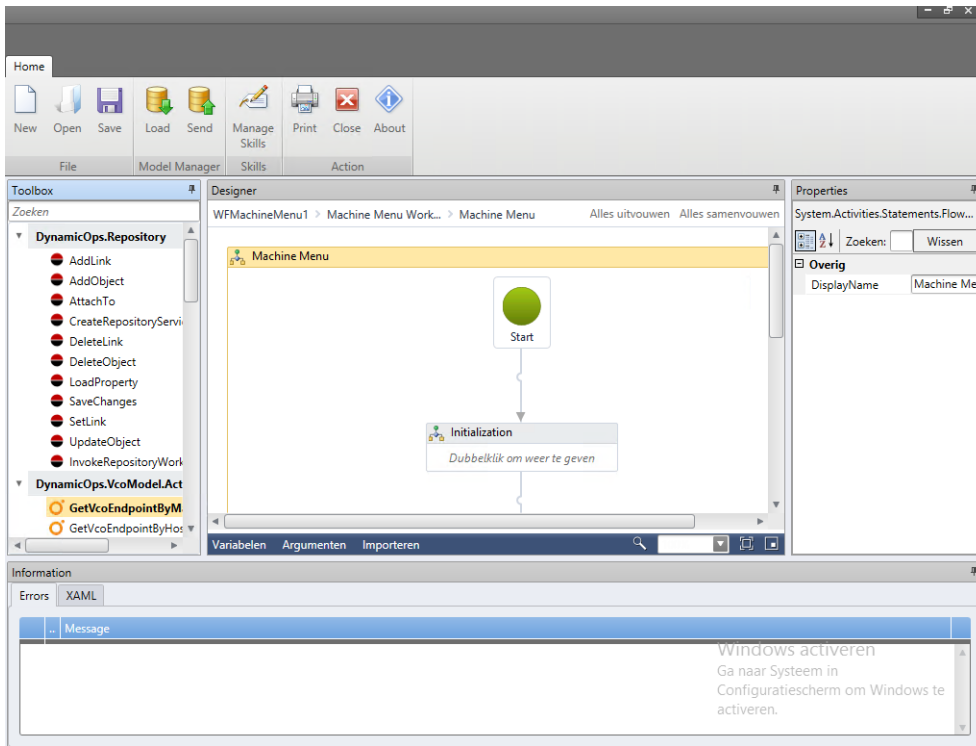 Home
New Open Save Load Send Manage Skills Print Close About
File Model Manager Skills Action
Toolbox
Zoeken
DynamicOps.Repository
AddLink
AddObject
AttachTo
CreateRepositoryServi
DeleteLink
DeleteObject
LoadProperty
SaveChanges
SetLink
UpdateObject
InvokeRepositoryWork
DynamicOps.VcoModel.Act
GetVcoEndpointByM
GetVcoEndpointByHos
Designer
WFMachineMenu1 > Machine Menu Work... > Machine Menu Alles uitvouwen Alles samenvouwen
Machine Menu
Start
Initialization
Dubbelklik om weer te geven
Variabelen Argumenten Importeren
Properties
System.Activities.Statements.Flow...
Zoeken: Wissen
Overig
DisplayName Machine Me
Information
Errors XAML
.. Message
Windows activeren
Ga naar Systeem in
Configuratiescherm om Windows te
activeren.